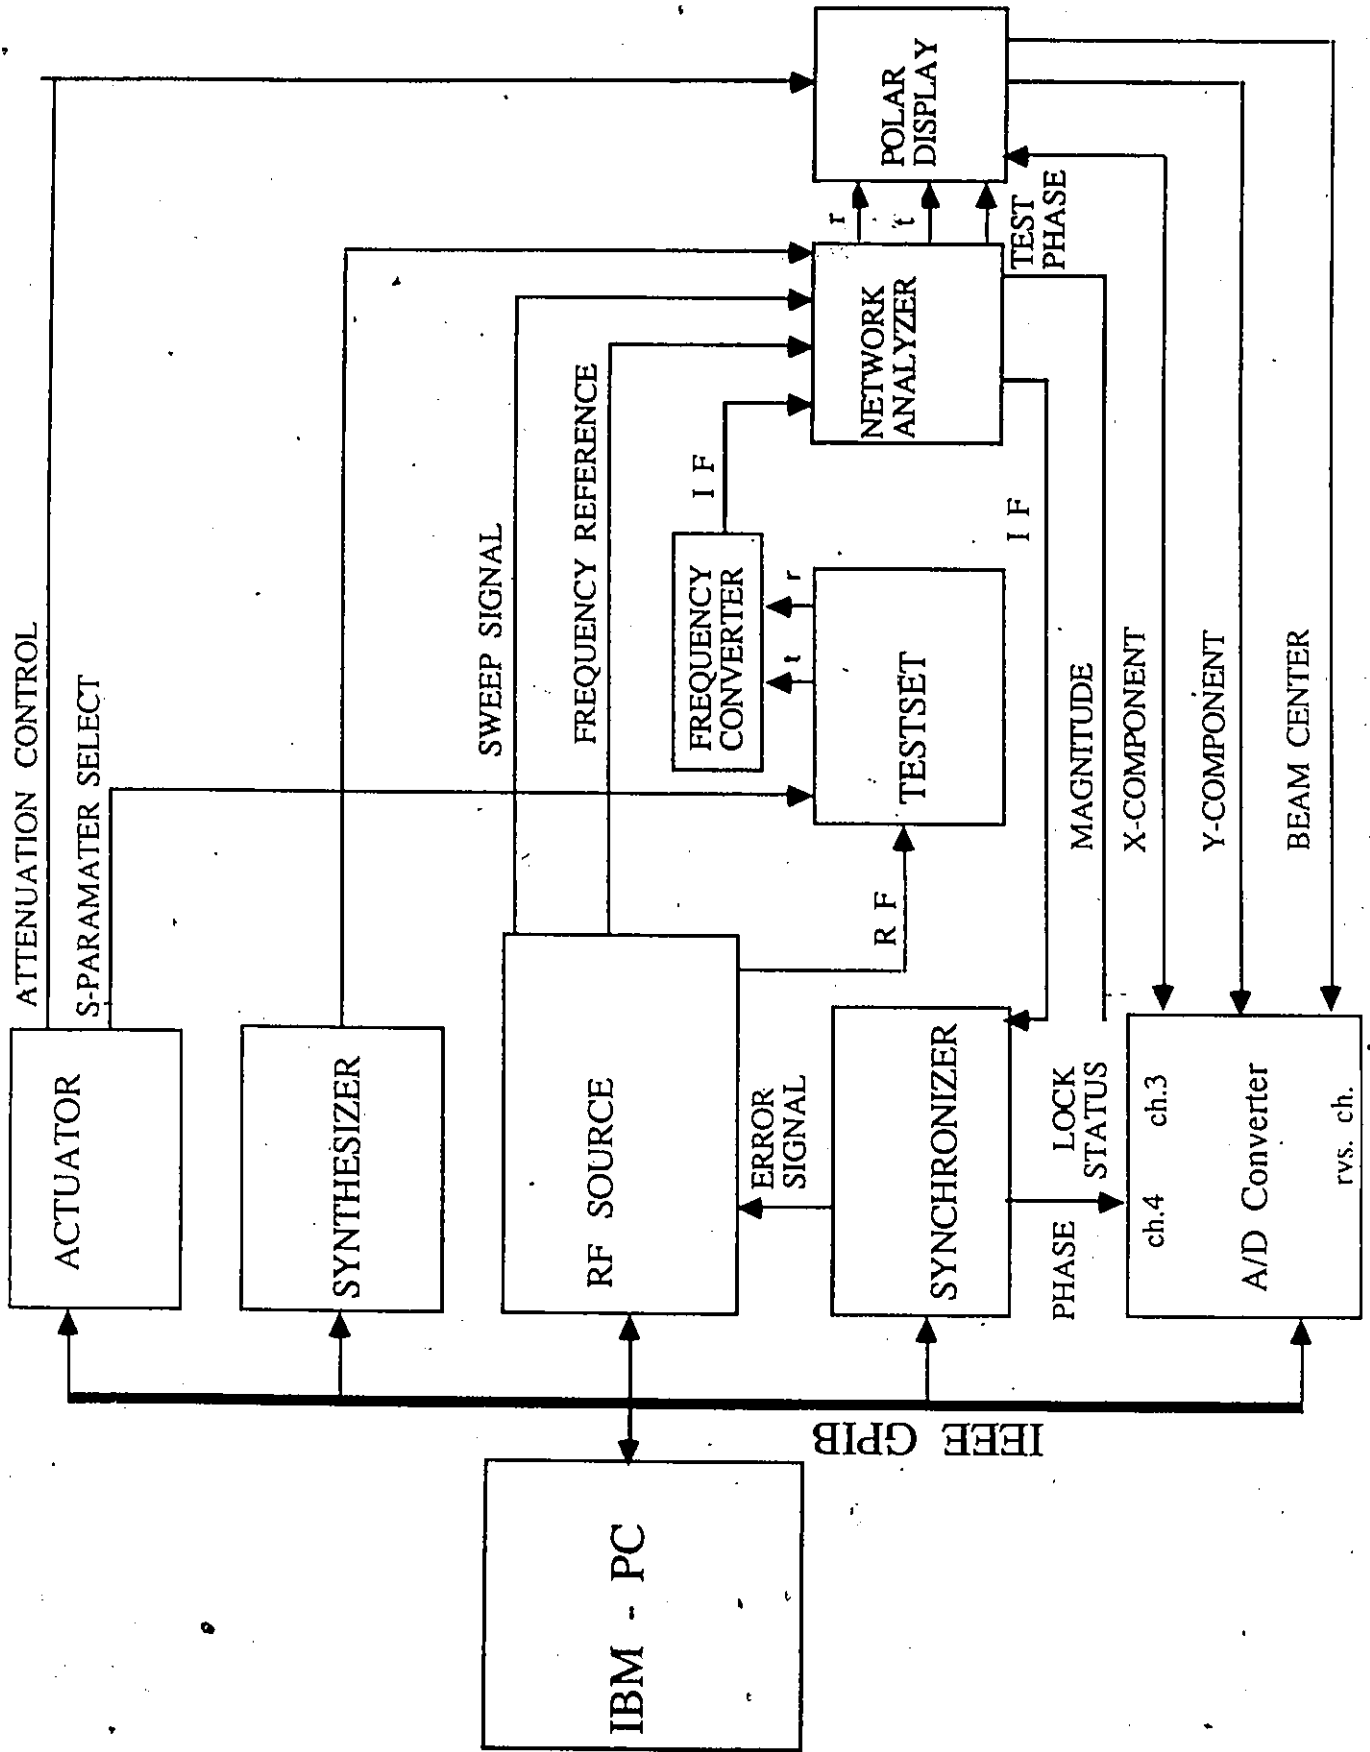 ATTENUATION CONTROL
S-PARAMATER SELECT
ACTUATOR
SYNTHESIZER
SWEEP SIGNAL
FREQUENCY REFERENCE
RF SOURCE
I F
FREQUENCY
CONVERTER
t
r
TESTSET
R F
NETWORK
ANALYZER
r
t
TEST
PHASE
POLAR
DISPLAY
ERROR
SIGNAL
SYNCHRONIZER
I F
MAGNITUDE
X-COMPONENT
Y-COMPONENT
BEAM CENTER
PHASE
LOCK
STATUS
ch.4
ch.3
A/D Converter
rvs. ch.
IEEE GPIB
IBM - PC